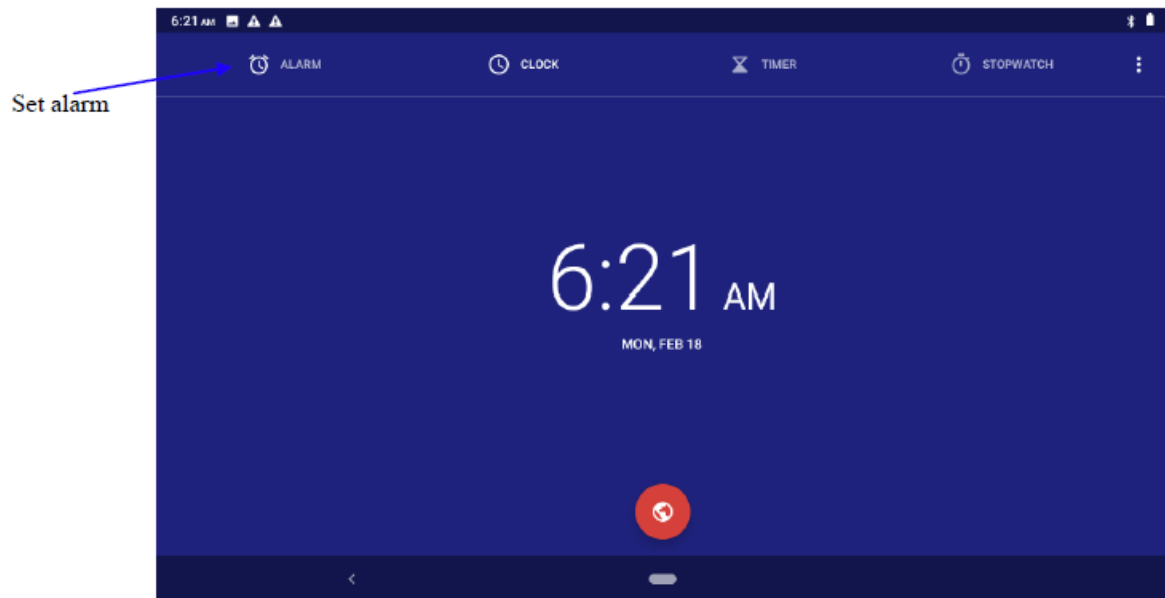 6:21 AM
ALARM CLOCK TIMER STOPWATCH
Set alarm
6:21 AM
MON, FEB 18